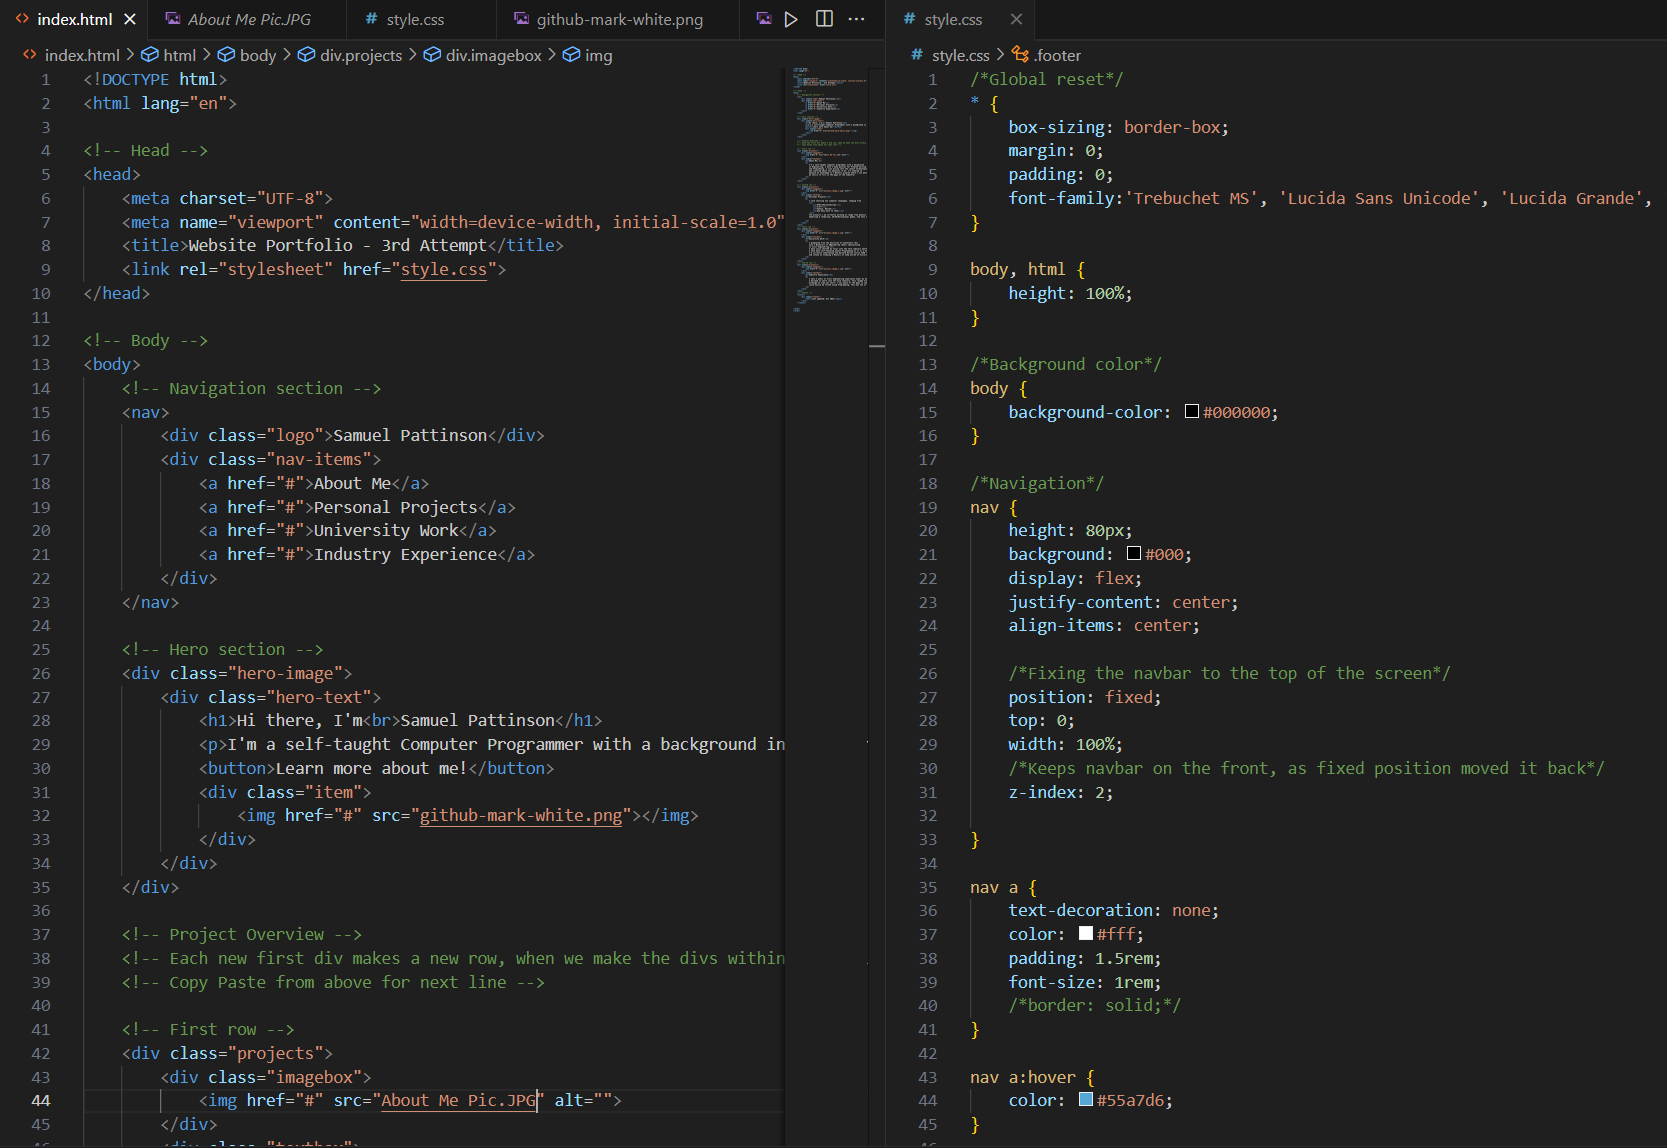 index.html
About Me Pic.JPG
style.css
github-mark-white.png
index.html > html > body > div.projects > div.imagebox > img
1 <!DOCTYPE html>
2 <html lang="en">
3
4 <!-- Head -->
5 <head>
6 <meta charset="UTF-8">
7 <meta name="viewport" content="width=device-width, initial-scale=1.0"
8 <title>Website Portfolio - 3rd Attempt</title>
9 <link rel="stylesheet" href="style.css">
10 </head>
11
12 <!-- Body -->
13 <body>
14 <!-- Navigation section -->
15 <nav>
16 <div class="logo">Samuel Pattinson</div>
17 <div class="nav-items">
18 <a href="#">About Me</a>
19 <a href="#">Personal Projects</a>
20 <a href="#">University Work</a>
21 <a href="#">Industry Experience</a>
22 </div>
23 </nav>
24
25 <!-- Hero section -->
26 <div class="hero-image">
27 <div class="hero-text">
28 <h1>Hi there, I'm<br>Samuel Pattinson</h1>
29 <p>I'm a self-taught Computer Programmer with a background in
30 <button>Learn more about me!</button>
31 <div class="item">
32 <img href="#" src="github-mark-white.png"></img>
33 </div>
34 </div>
35 </div>
36
37 <!-- Project Overview -->
38 <!-- Each new first div makes a new row, when we make the divs within
39 <!-- Copy Paste from above for next line -->
40
41 <!-- First row -->
42 <div class="projects">
43 <div class="imagebox">
44 <img href="#" src="About Me Pic.JPG" alt="">
45 </div>
style.css
style.css > .footer
1 /*Global reset*/
2 * {
3 box-sizing: border-box;
4 margin: 0;
5 padding: 0;
6 font-family:'Trebuchet MS', 'Lucida Sans Unicode', 'Lucida Grande',
7 }
8
9 body, html {
10 height: 100%;
11 }
12
13 /*Background color*/
14 body {
15 background-color: #000000;
16 }
17
18 /*Navigation*/
19 nav {
20 height: 80px;
21 background: #000;
22 display: flex;
23 justify-content: center;
24 align-items: center;
25
26 /*Fixing the navbar to the top of the screen*/
27 position: fixed;
28 top: 0;
29 width: 100%;
30 /*Keeps navbar on the front, as fixed position moved it back*/
31 z-index: 2;
32
33 }
34
35 nav a {
36 text-decoration: none;
37 color: #fff;
38 padding: 1.5rem;
39 font-size: 1rem;
40 /*border: solid;*/
41 }
42
43 nav a:hover {
44 color: #55a7d6;
45 }